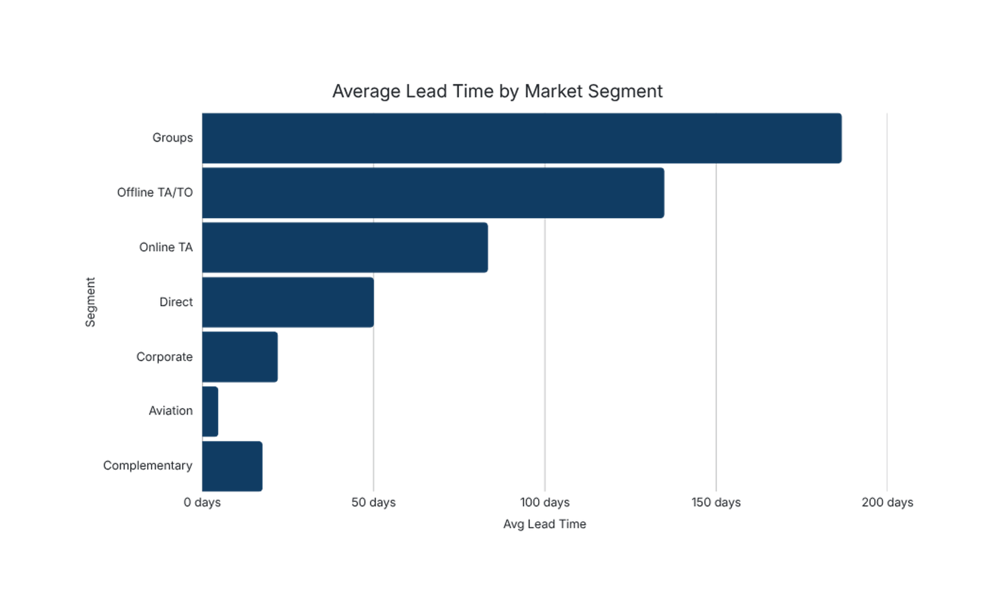 Average Lead Time by Market Segment
Groups
Offline TA/TO
Online TA
Direct
Corporate
Aviation
Complementary
Segment
0 days
50 days
100 days
150 days
200 days
Avg Lead Time